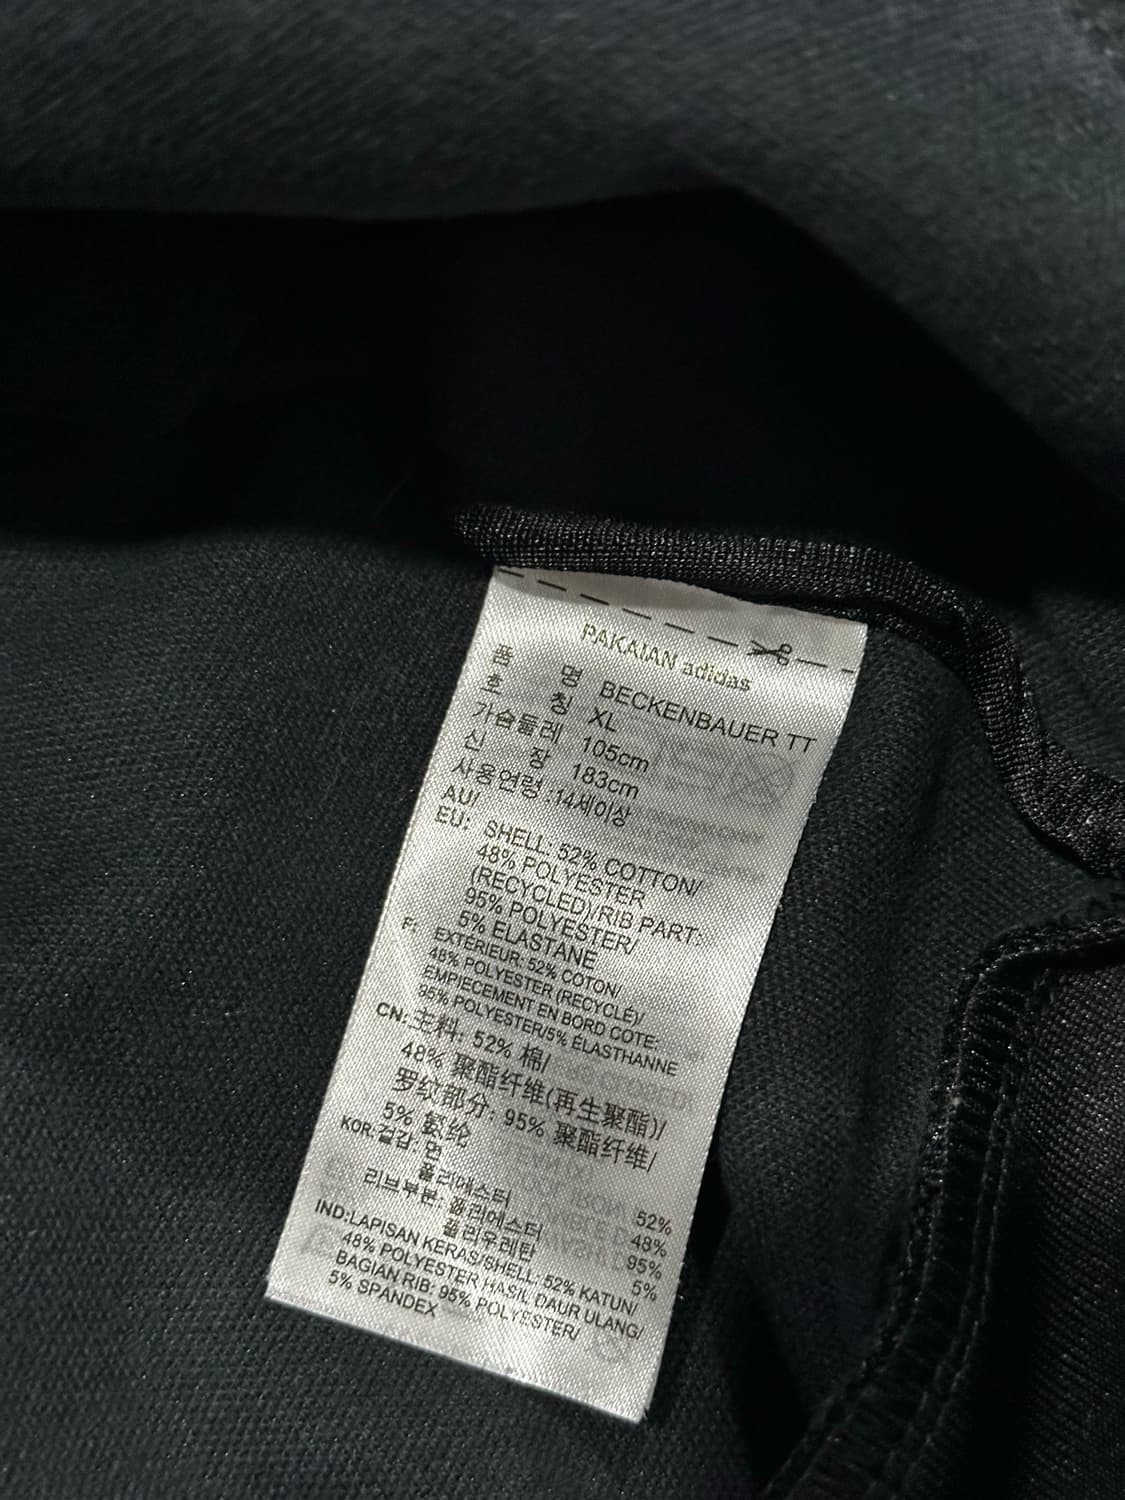 PAKAIAN adidas
품 명 BECKENBAUER TT
호 칭 XL
가슴둘레 105cm
신 장 183cm
사용연령 :14세이상
AU/
EU: SHELL: 52% COTTON/
48% POLYESTER
(RECYCLED)/RIB PART:
95% POLYESTER/
5% ELASTANE
F: EXTÉRIEUR: 52% COTON/
48% POLYESTER (RECYCLÉ)/
EMPIÈCEMENT EN BORD CÔTE:
95% POLYESTER/5% ÉLASTHANNE
CN: 主料: 52% 棉/
48% 聚酯纤维(再生聚酯)/
罗纹部分: 95% 聚酯纤维/
5% 氨纶
KOR:겉감: 면 52%
폴리에스터 48%
리브부분: 폴리에스터 95%
폴리우레탄 5%
IND:LAPISAN KERAS/SHELL: 52% KATUN/
48% POLYESTER HASIL DAUR ULANG/
BAGIAN RIB: 95% POLYESTER/
5% SPANDEX